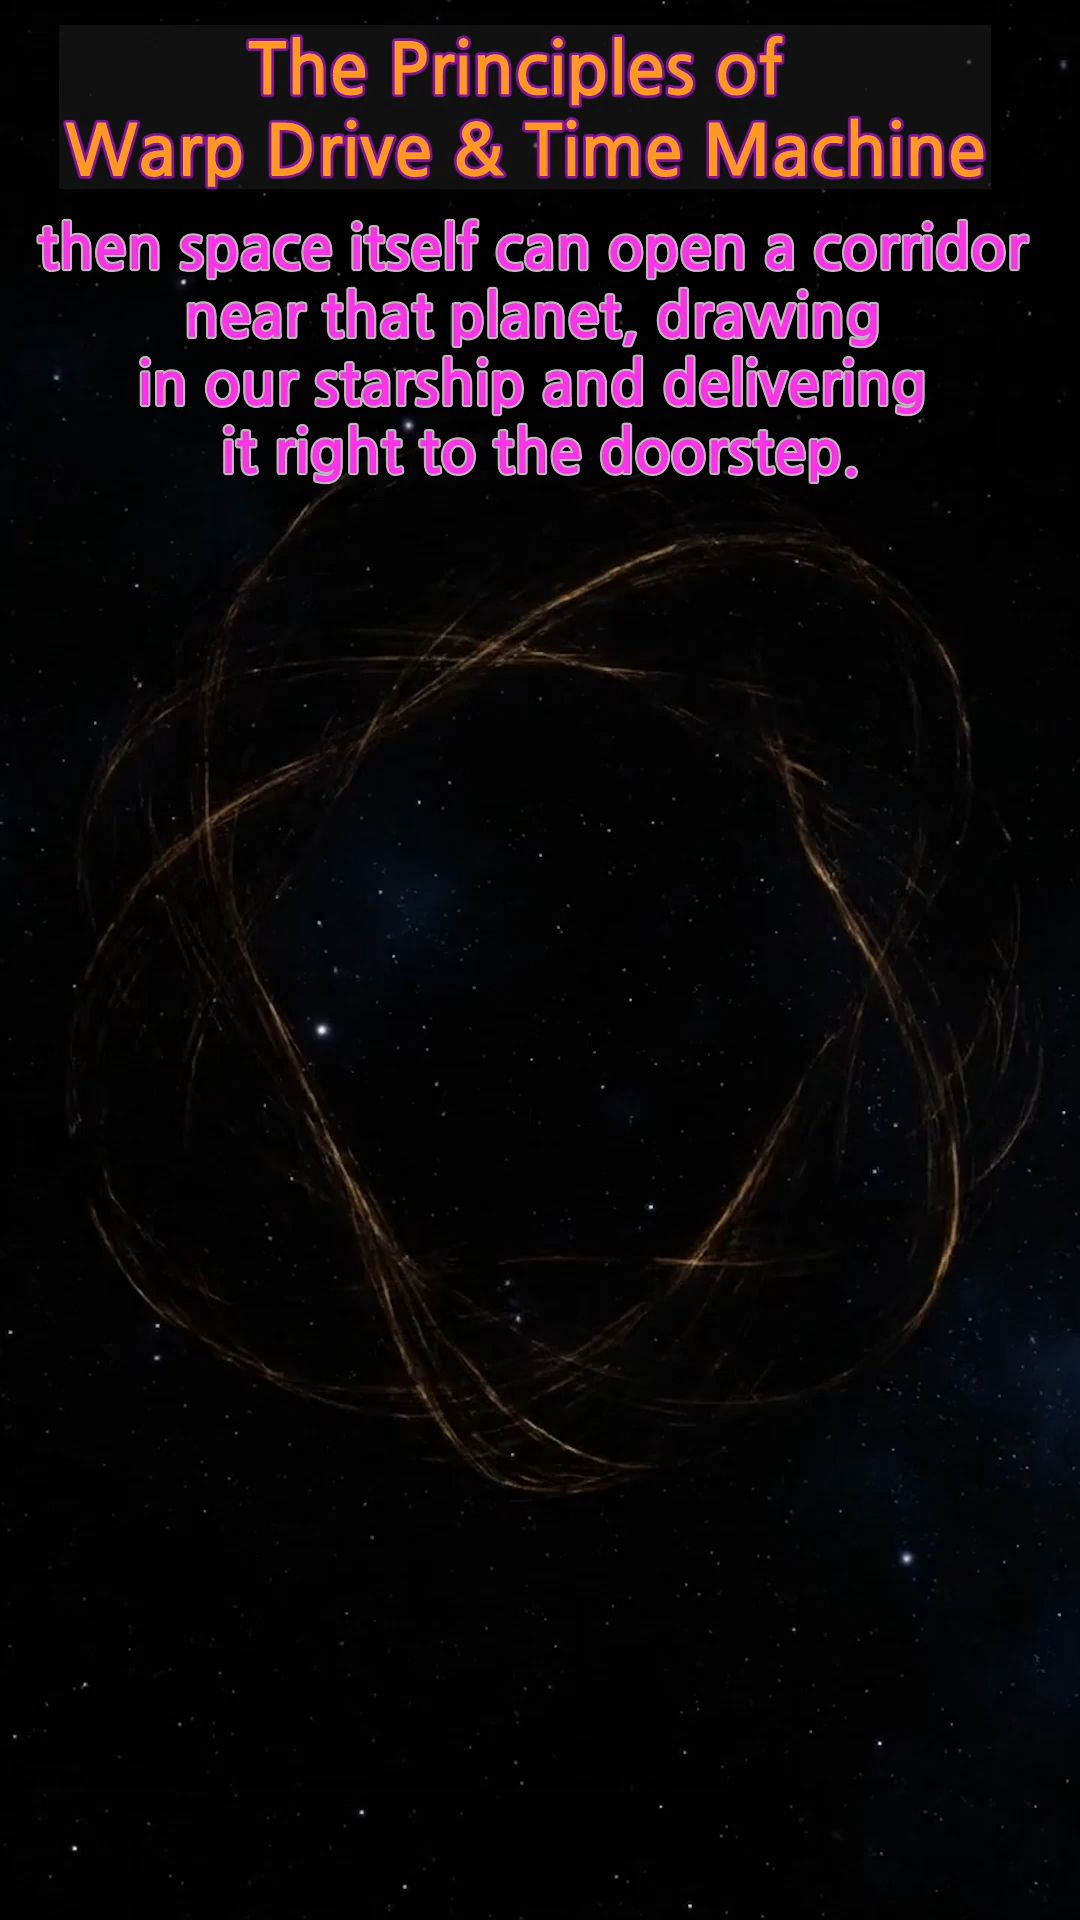 The Principles of
Warp Drive & Time Machine
then space itself can open a corridor
near that planet, drawing
in our starship and delivering
it right to the doorstep.